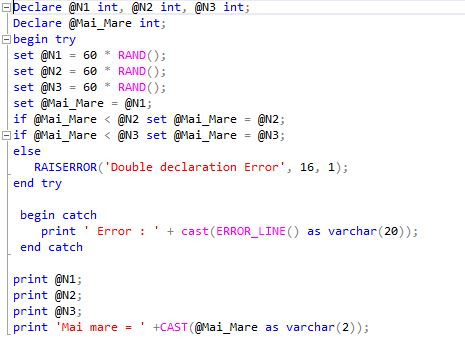 Declare @N1 int, @N2 int, @N3 int;
Declare @Mai_Mare int;
begin try
set @N1 = 60 * RAND();
set @N2 = 60 * RAND();
set @N3 = 60 * RAND();
set @Mai_Mare = @N1;
if @Mai_Mare < @N2 set @Mai_Mare = @N2;
if @Mai_Mare < @N3 set @Mai_Mare = @N3;
else
RAISERROR('Double declaration Error', 16, 1);
end try
begin catch
print ' Error : ' + cast(ERROR_LINE() as varchar(20));
end catch
print @N1;
print @N2;
print @N3;
print 'Mai mare = ' +CAST(@Mai_Mare as varchar(2));